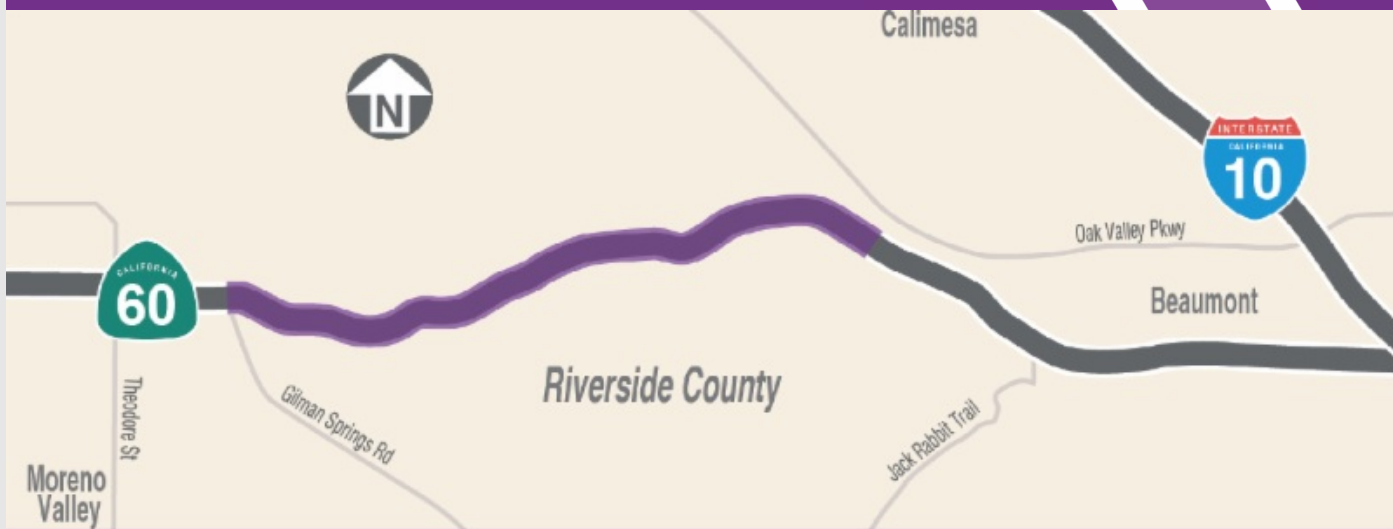 Calimesa
N
INTERSTATE
CALIFORNIA
10
Oak Valley Pkwy
CALIFORNIA
60
Beaumont
Riverside County
Theodore St
Gilman Springs Rd
Jack Rabbit Trail
Moreno
Valley